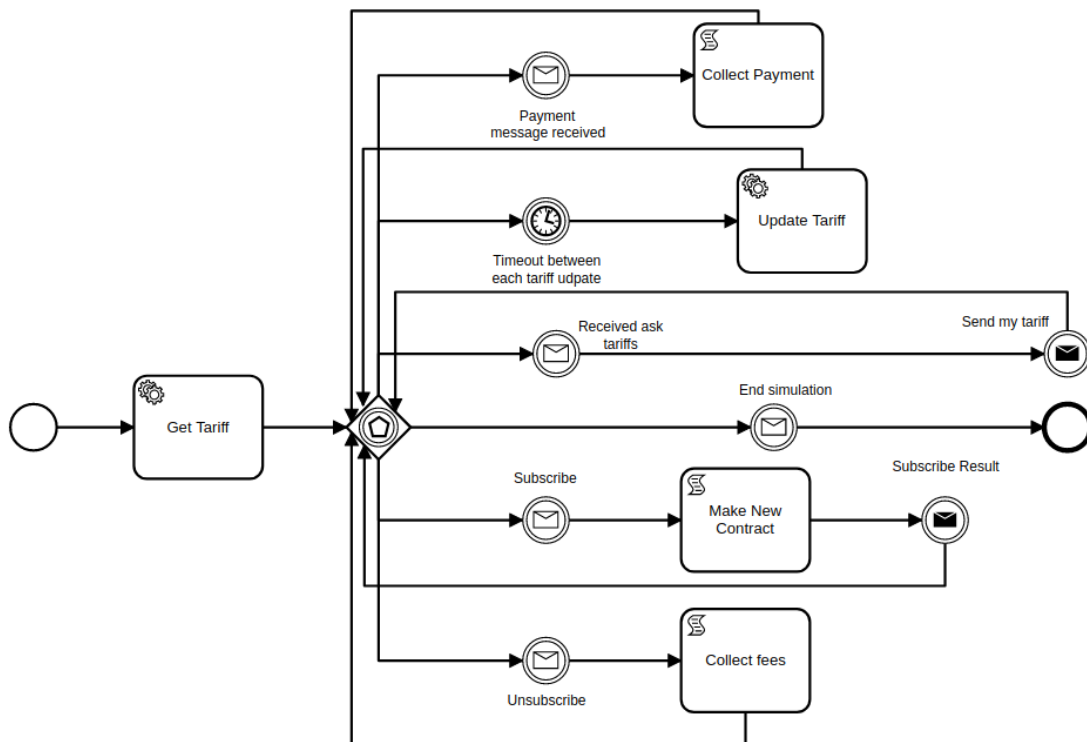 Collect Payment
Payment
message received
Update Tariff
Timeout between
each tariff udpate
Received ask
tariffs
Send my tariff
End simulation
Get Tariff
Subscribe
Subscribe Result
Make New
Contract
Collect fees
Unsubscribe